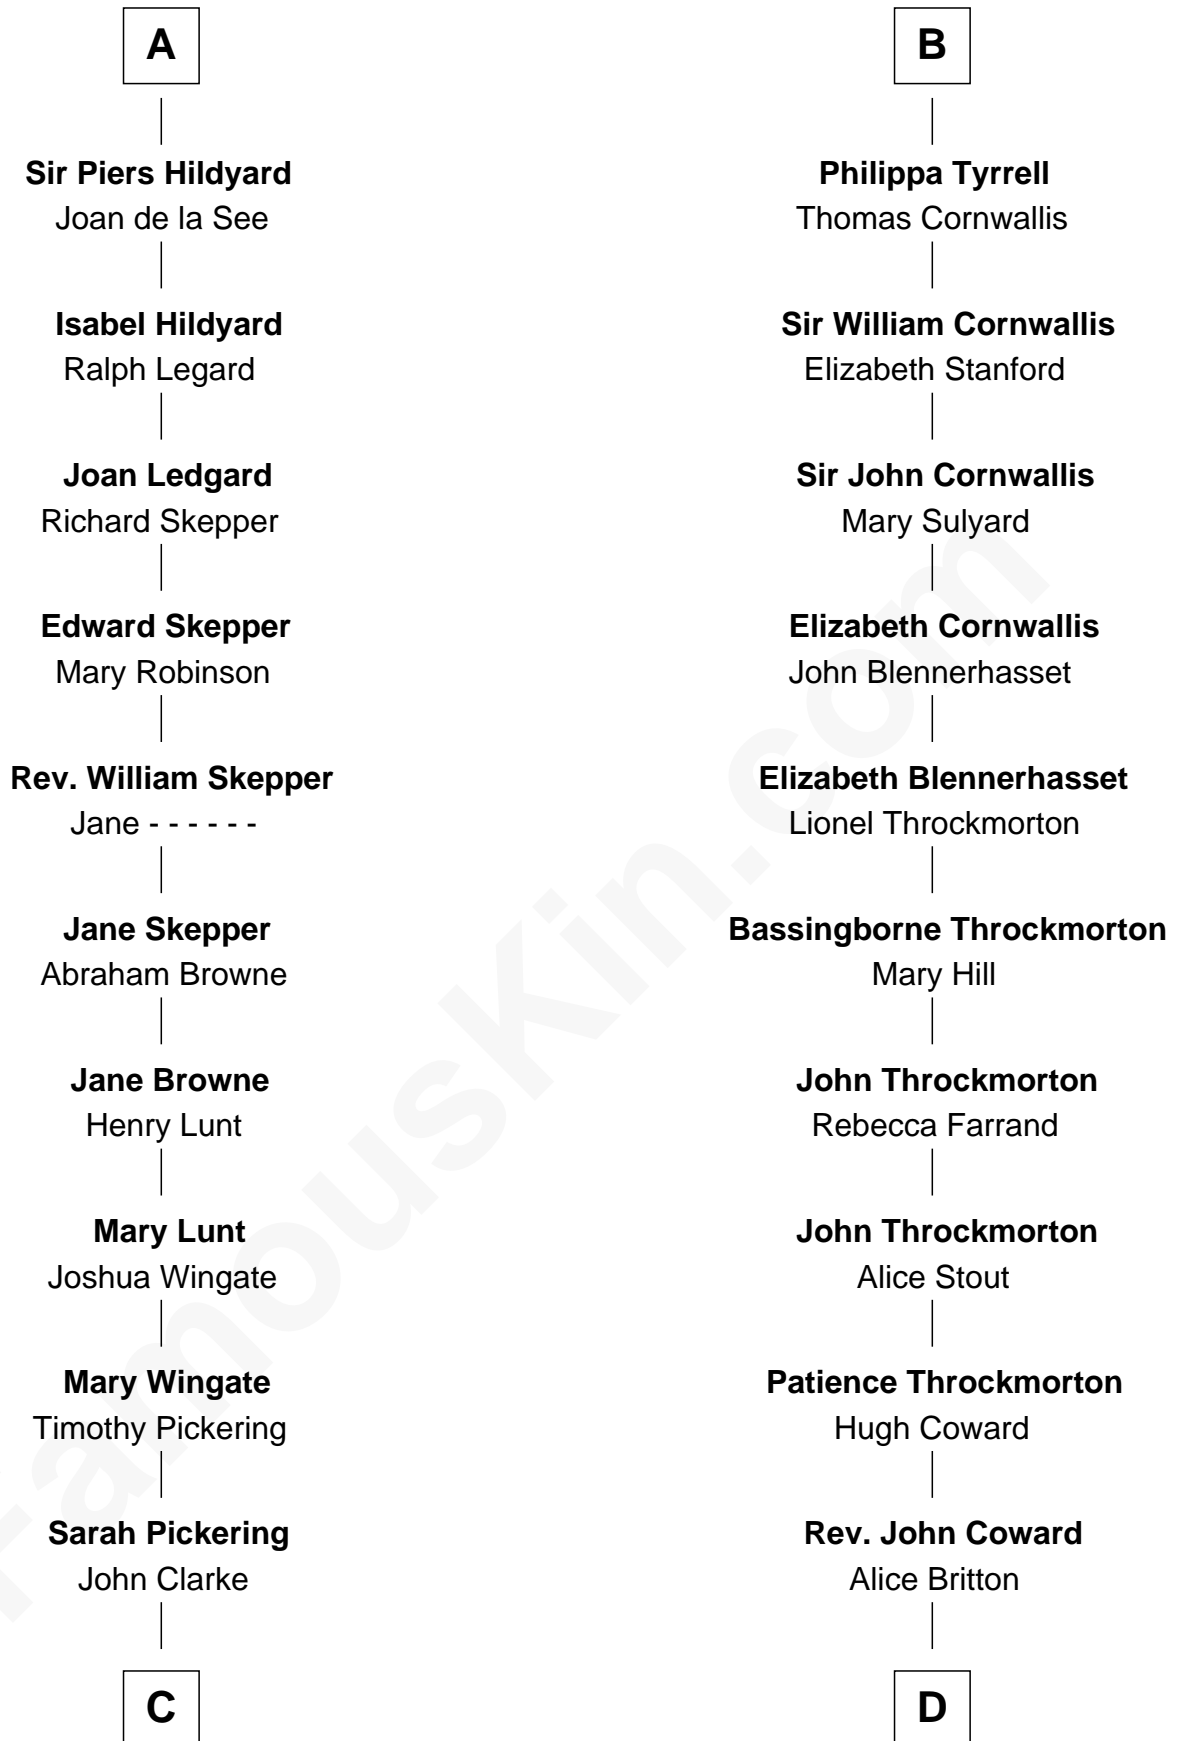 A
Sir Piers Hildyard
Joan de la See
Isabel Hildyard
Ralph Legard
Joan Ledgard
Richard Skepper
Edward Skepper
Mary Robinson
Rev. William Skepper
Jane - - - - - -
Jane Skepper
Abraham Browne
Jane Browne
Henry Lunt
Mary Lunt
Joshua Wingate
Mary Wingate
Timothy Pickering
Sarah Pickering
John Clarke
C
B
Philippa Tyrrell
Thomas Cornwallis
Sir William Cornwallis
Elizabeth Stanford
Sir John Cornwallis
Mary Sulyard
Elizabeth Cornwallis
John Blennerhasset
Elizabeth Blennerhasset
Lionel Throckmorton
Bassingborne Throckmorton
Mary Hill
John Throckmorton
Rebecca Farrand
John Throckmorton
Alice Stout
Patience Throckmorton
Hugh Coward
Rev. John Coward
Alice Britton
D
FamousKin.com